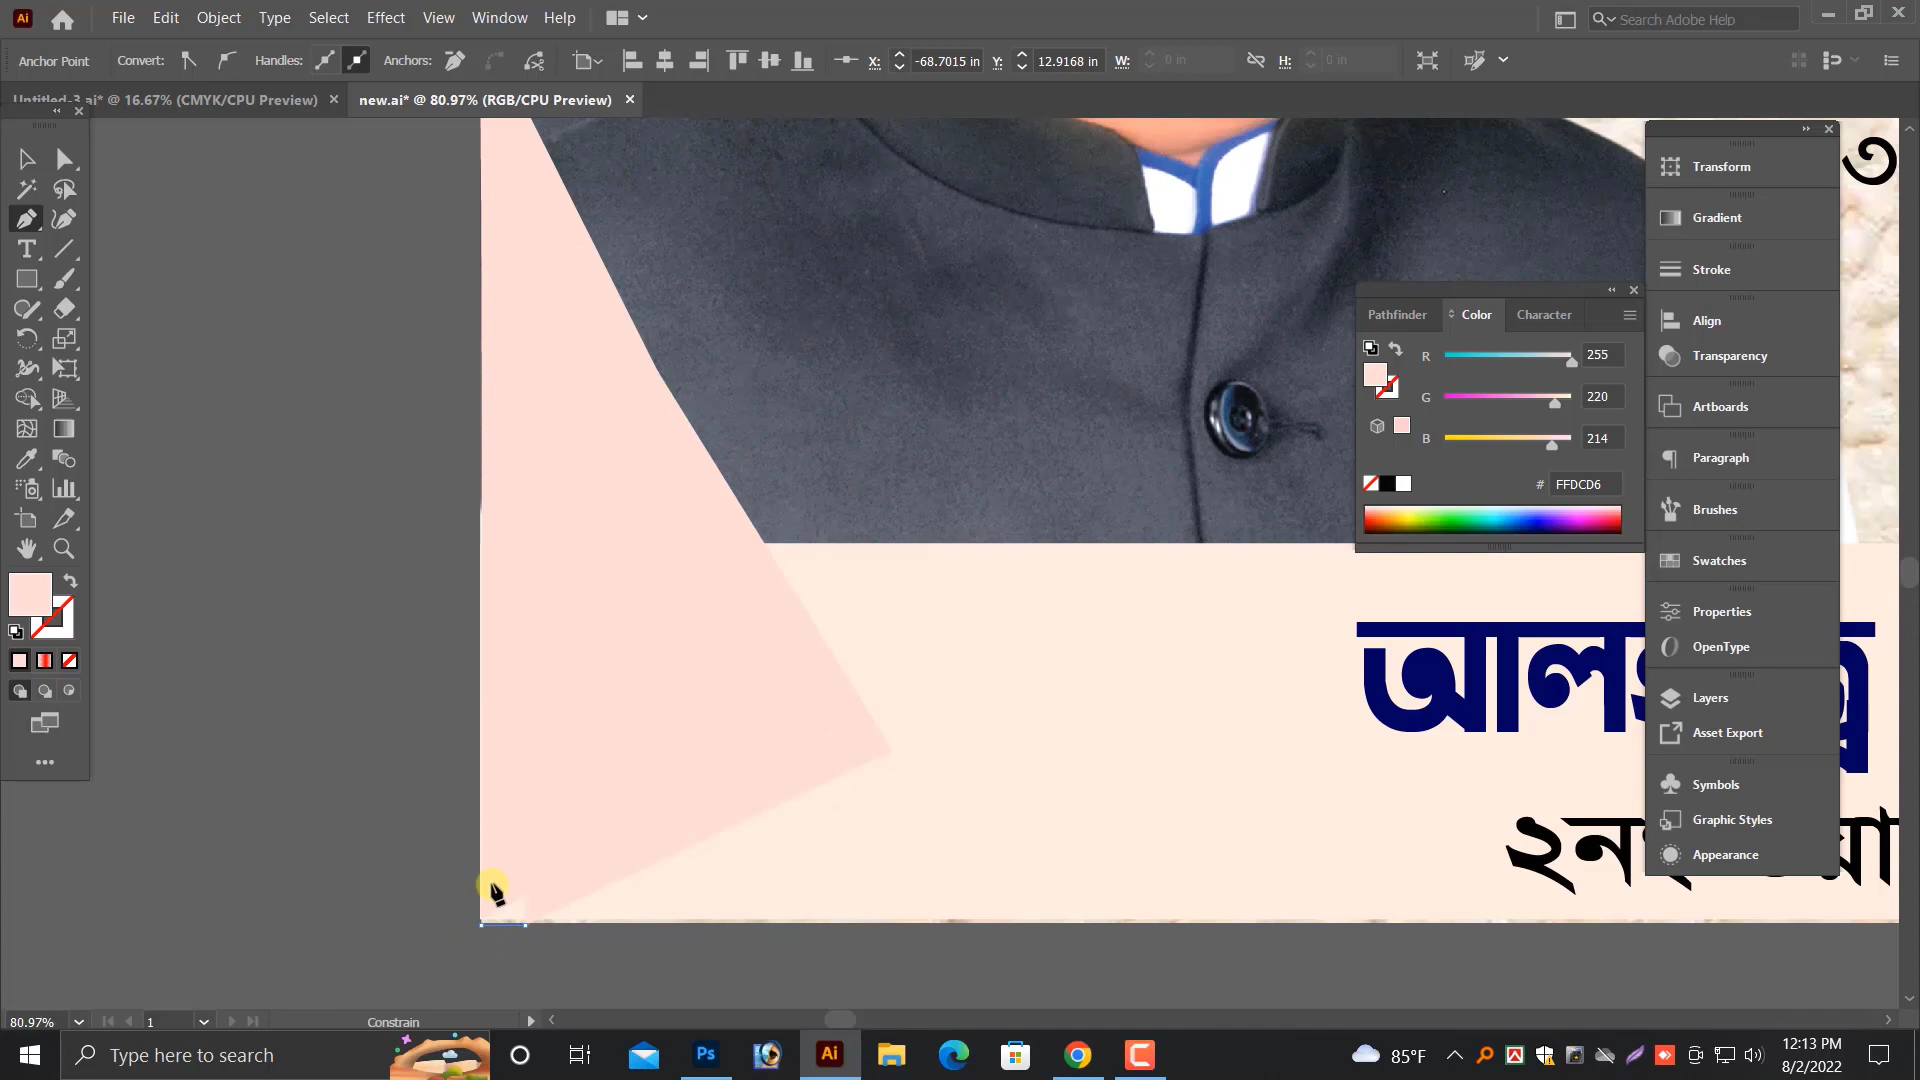 Ai File Edit Object Type Select Effect View Window Help
Search Adobe Help
Anchor Point Convert: Handles: Anchors: X: -68.7015 in Y: 12.9168 in W: 0 in H: 0 in
Untitled-3.ai* @ 16.67% (CMYK/CPU Preview) × new.ai* @ 80.97% (RGB/CPU Preview) ×
ও
Transform
Gradient
Stroke
Align
Transparency
Artboards
Paragraph
Brushes
Swatches
Properties
OpenType
Layers
Asset Export
Symbols
Graphic Styles
Appearance
Pathfinder Color Character
R 255
G 220
B 214
# FFDCD6
২নং
80.97% 1 Constrain
Type here to search
Ps Ai
85°F
12:13 PM
8/2/2022